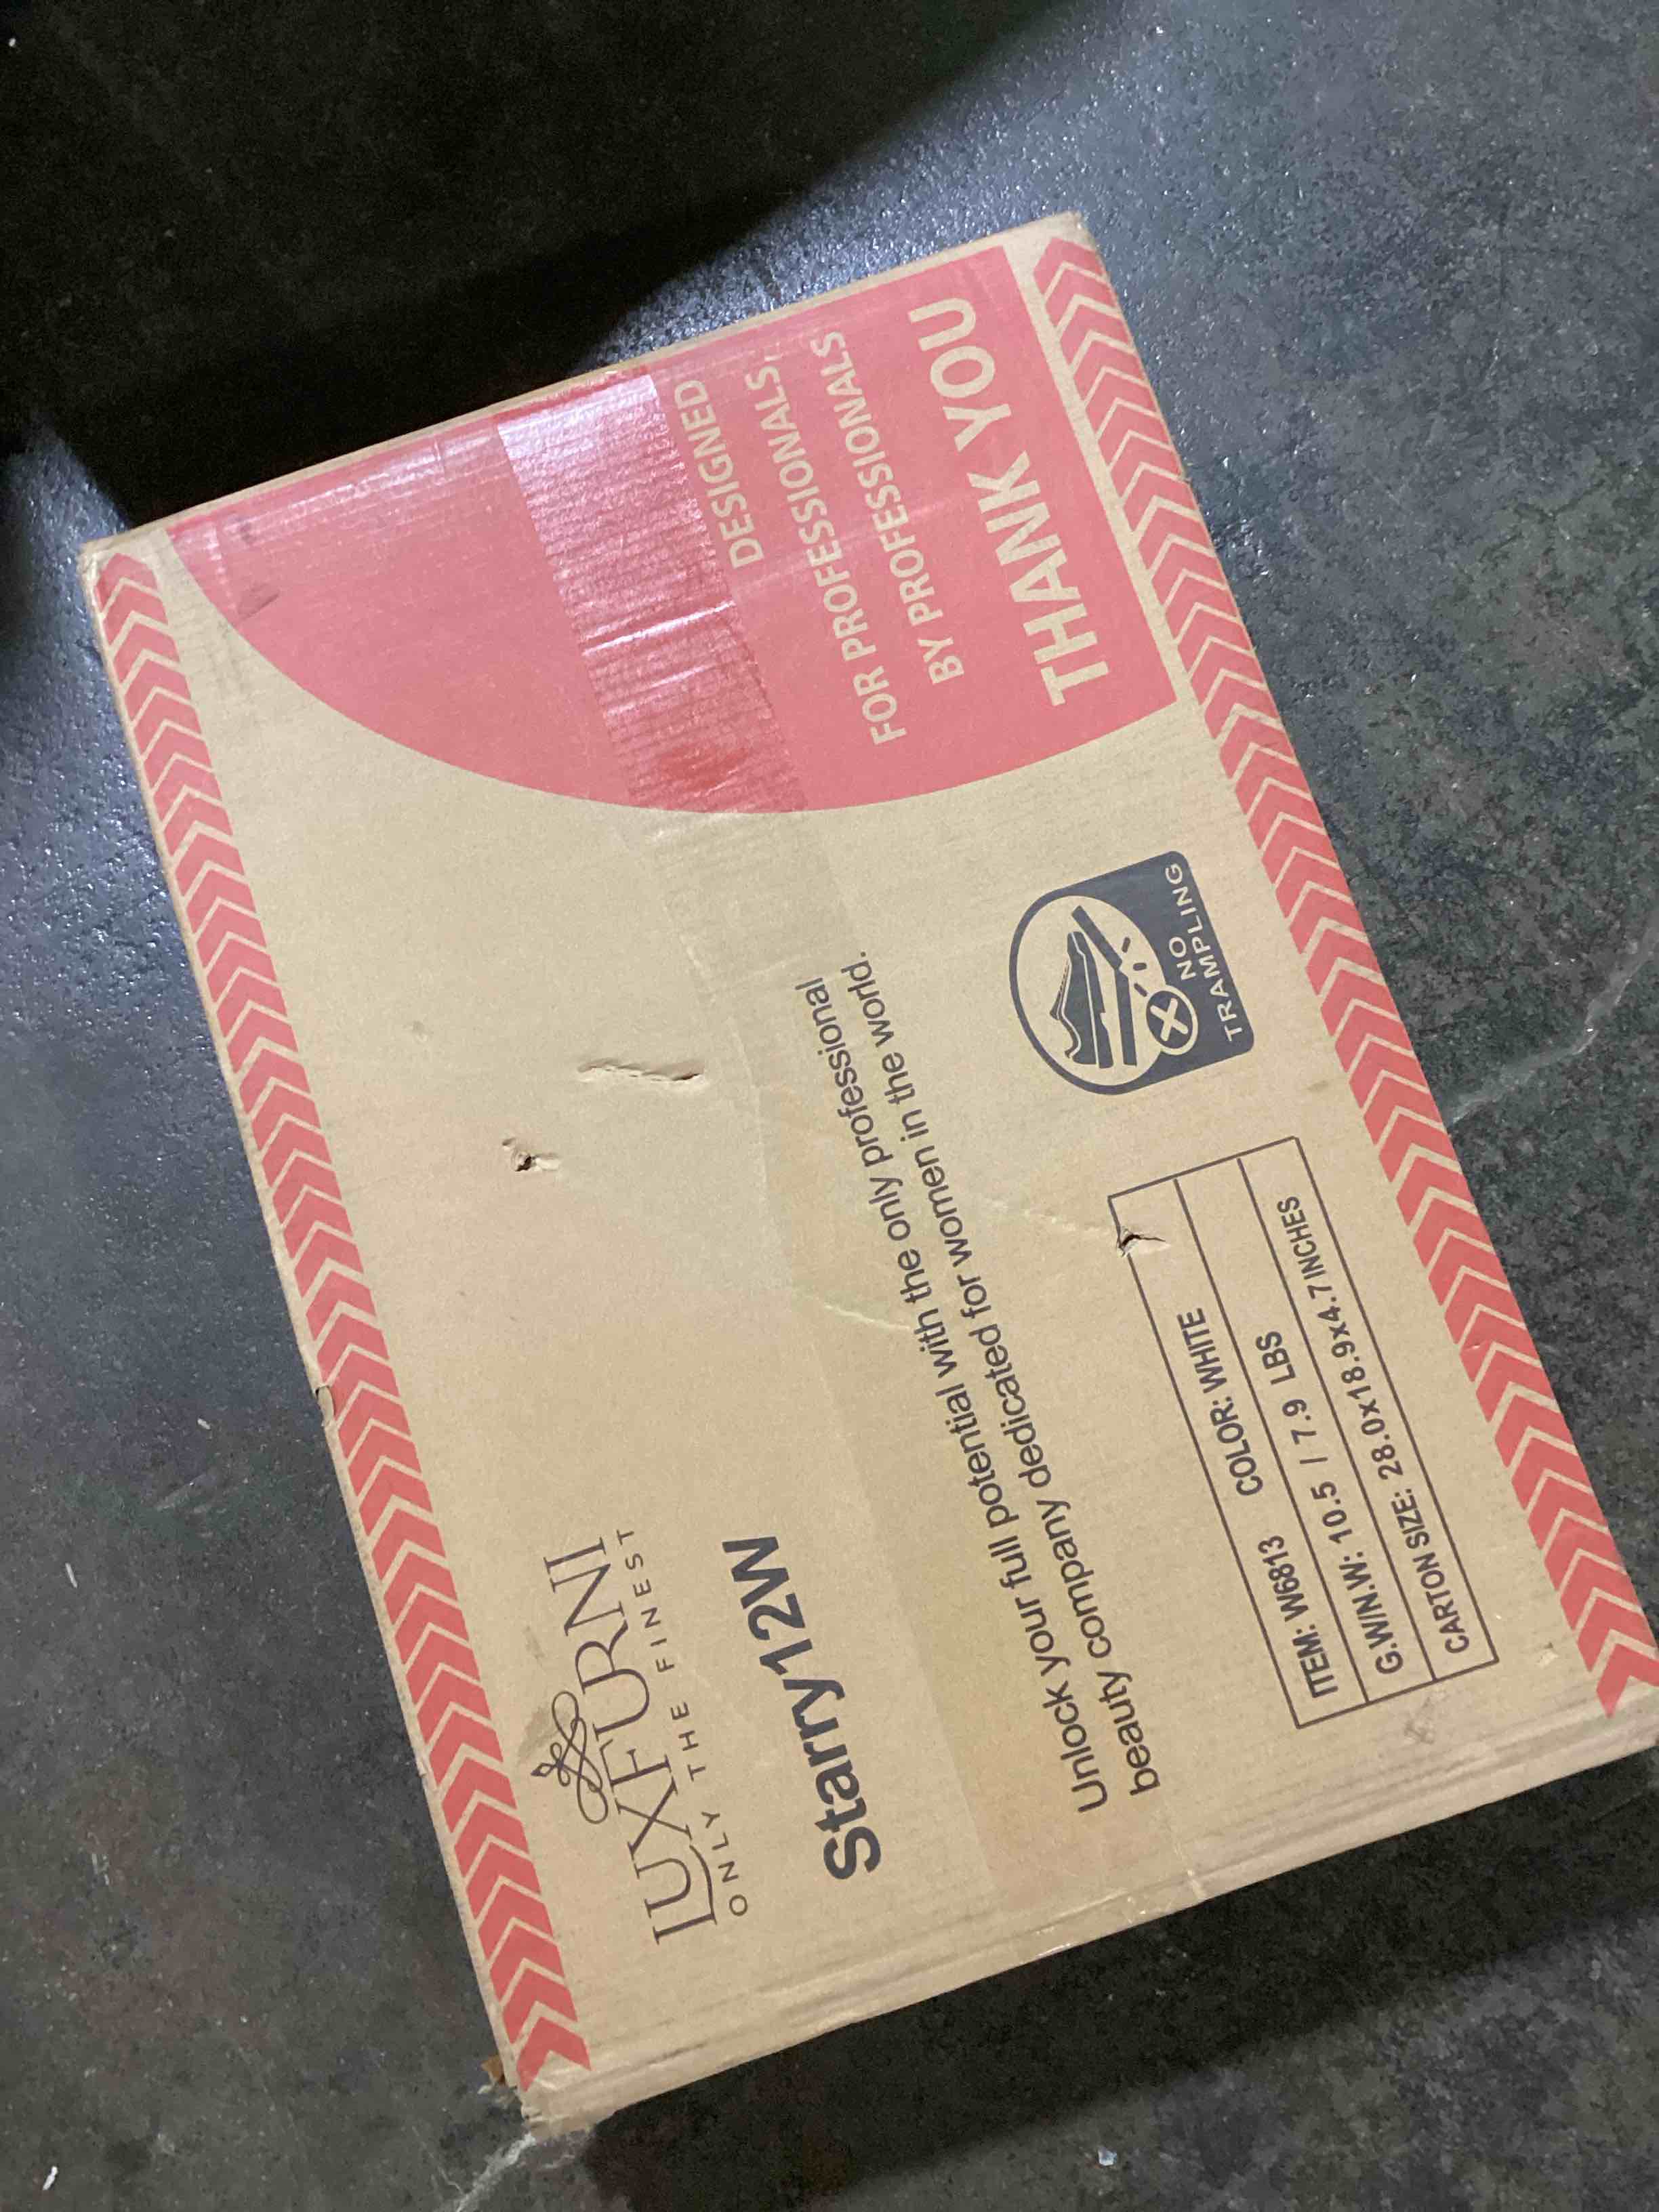 LUXFURNI
ONLY THE FINEST
Starry12W
Unlock your full potential with the only professional
beauty company dedicated for women in the world.
ITEM: W6813 COLOR: WHITE
G.W/N.W: 10.5 / 7.9 LBS
CARTON SIZE: 28.0x18.9x4.7 INCHES
NO
TRAMPLING
DESIGNED
FOR PROFESSIONALS,
BY PROFESSIONALS
THANK YOU